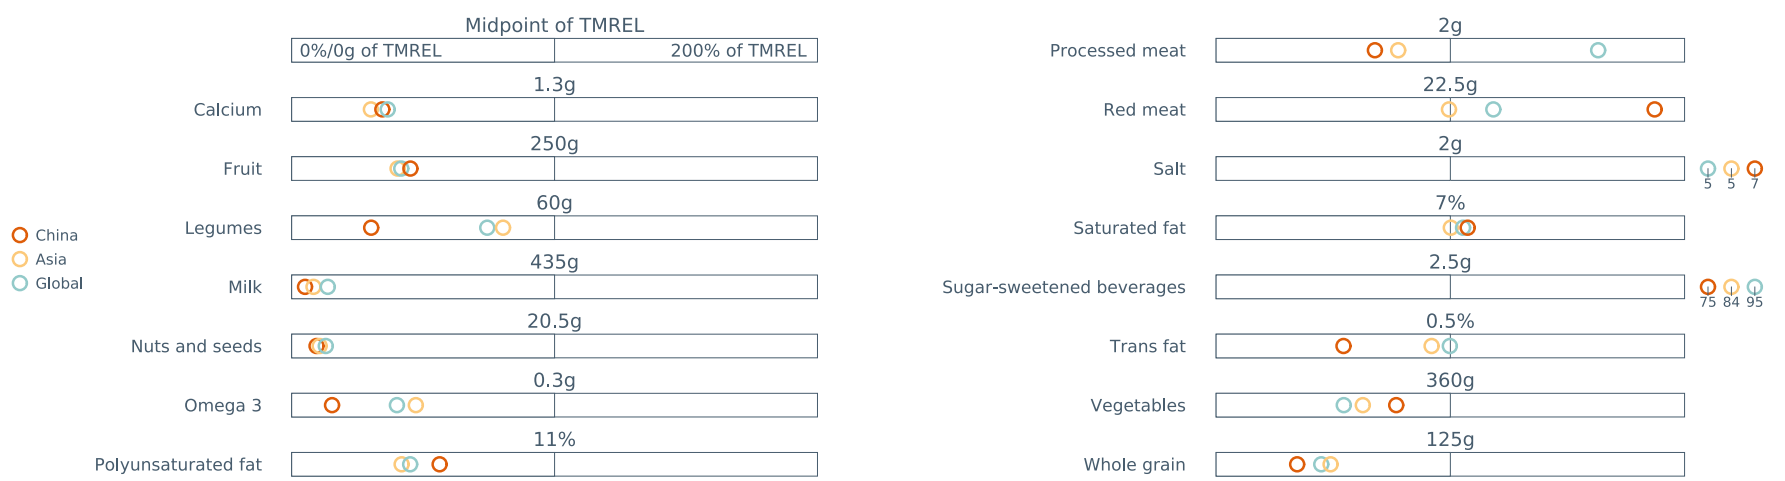 Midpoint of TMREL
0%/0g of TMREL 200% of TMREL
1.3g
Calcium
250g
Fruit
60g
Legumes
435g
Milk
20.5g
Nuts and seeds
0.3g
Omega 3
11%
Polyunsaturated fat
China
Asia
Global
2g
Processed meat
22.5g
Red meat
2g
Salt
5 5 7
7%
Saturated fat
2.5g
Sugar-sweetened beverages
75 84 95
0.5%
Trans fat
360g
Vegetables
125g
Whole grain